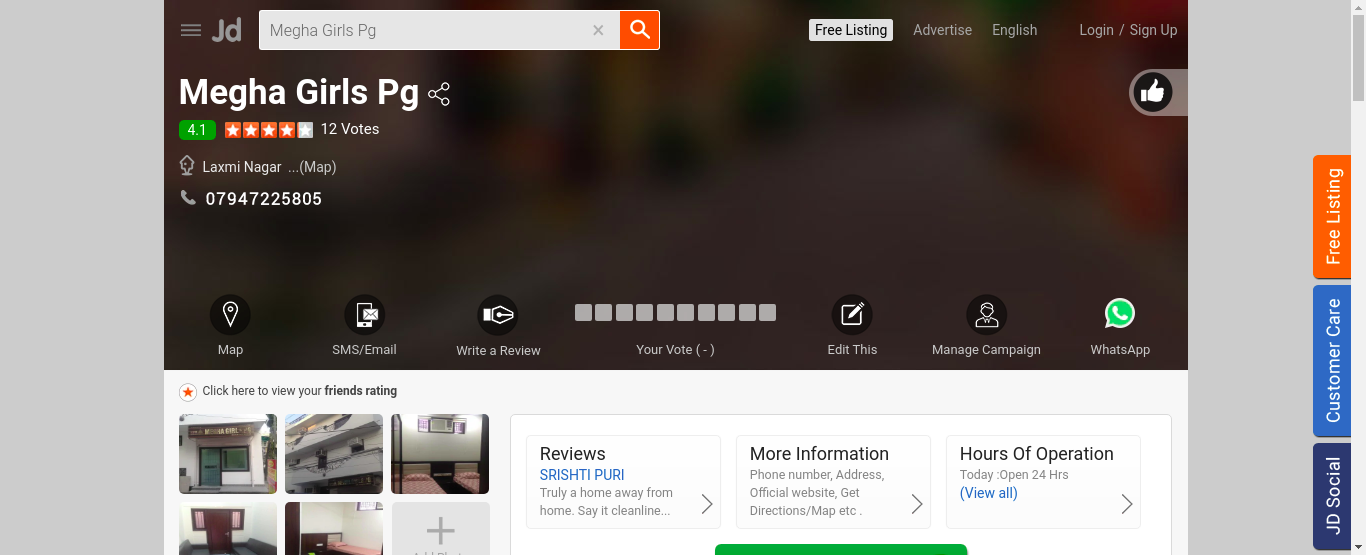 Jd
Megha Girls Pg
Free Listing
Advertise
English
Login / Sign Up
Megha Girls Pg
4.1
12 Votes
Laxmi Nagar ...(Map)
07947225805
Map
SMS/Email
Write a Review
Your Vote ( - )
Edit This
Manage Campaign
WhatsApp
Free Listing
Customer Care
JD Social
Click here to view your friends rating
Reviews
SRISHTI PURI
Truly a home away from
home. Say it cleanline...
More Information
Phone number, Address,
Official website, Get
Directions/Map etc .
Hours Of Operation
Today :Open 24 Hrs
(View all)